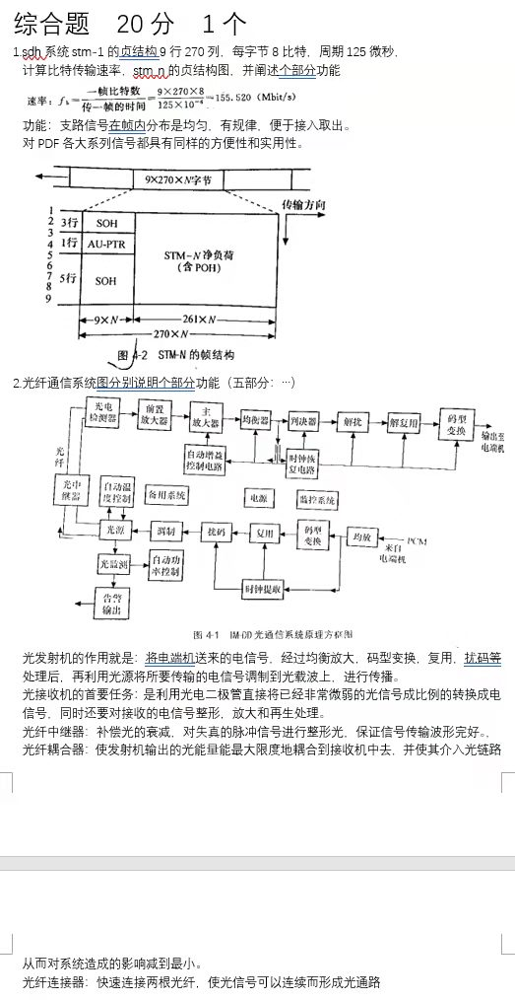 综合题 20分 1个
1.sdh 系统 stm-1 的贞结构 9 行 270 列，每字节 8 比特，周期 125 微秒，
计算比特传输速率，stm_n 的贞结构图，并阐述个部分功能
速率：f_b=一帧比特数/传一帧的时间=9×270×8/125×10⁻⁶=155.520（Mbit/s）
功能：支路信号在帧内分布是均匀，有规律，便于接入取出。
对 PDF 各大系列信号都具有同样的方便性和实用性。
9×270×N字节
传输方向
1
2
3
4
5
6
7
8
9
3行 SOH
1行 AU-PTR
5行 SOH
STM-N 净负荷
（含 POH）
9×N
261×N
270×N
图 4-2 STM-N 的帧结构
2.光纤通信系统图分别说明个部分功能（五部分：…）
光电检测器
前置放大器
主放大器
均衡器
判决器
解扰
解复用
码型变换
输出至电端机
光纤
自动增益控制电路
时钟恢复电路
光中继器
自动温度控制
备用系统
电源
监控系统
光源
调制
扰码
复用
码型变换
均放
PCM
来自电端机
光监测
自动功率控制
时钟提取
告警输出
图 4-1 IM-DD 光通信系统原理方框图
光发射机的作用就是：将电端机送来的电信号，经过均衡放大，码型变换，复用，扰码等
处理后，再利用光源将所要传输的电信号调制到光载波上，进行传播。
光接收机的首要任务：是利用光电二极管直接将已经非常微弱的光信号成比例的转换成电
信号，同时还要对接收的电信号整形，放大和再生处理。
光纤中继器：补偿光的衰减，对失真的脉冲信号进行整形光，保证信号传输波形完好。，
光纤耦合器：使发射机输出的光能量能最大限度地耦合到接收机中去，并使其介入光链路
从而对系统造成的影响减到最小。
光纤连接器：快速连接两根光纤，使光信号可以连续而形成光通路